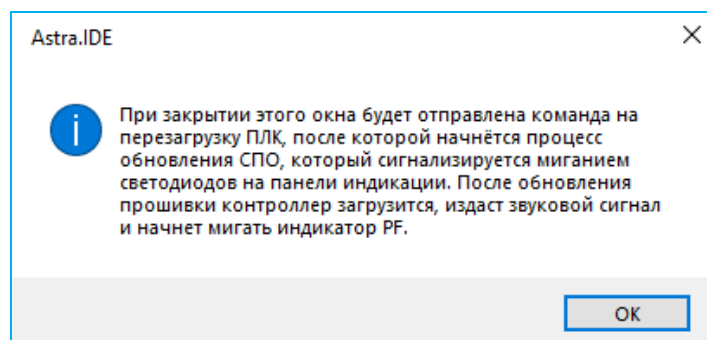 Astra.IDE
При закрытии этого окна будет отправлена команда на
перезагрузку ПЛК, после которой начнётся процесс
обновления СПО, который сигнализируется миганием
светодиодов на панели индикации. После обновления
прошивки контроллер загрузится, издаст звуковой сигнал
и начнет мигать индикатор PF.
OK